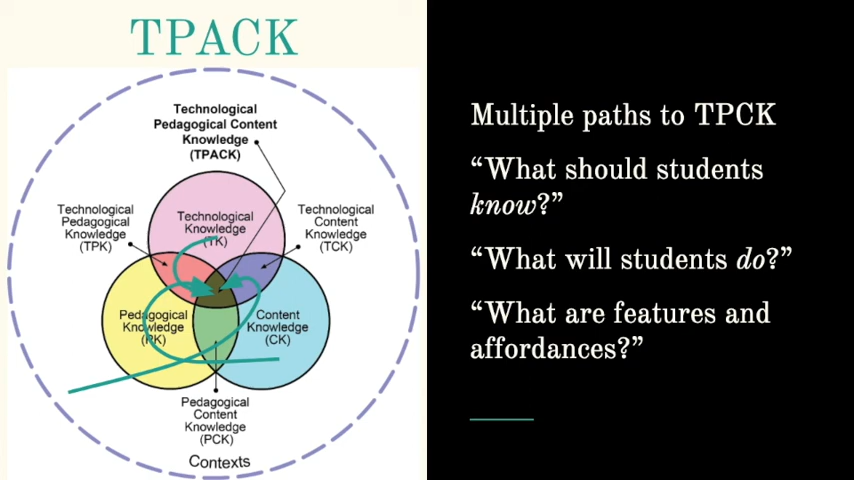 TPACK
Technological
Pedagogical Content
Knowledge
(TPACK)
Technological
Pedagogical
Knowledge
(TPK)
Technological
Knowledge
(TK)
Technological
Content
Knowledge
(TCK)
Pedagogical
Knowledge
(PK)
Content
Knowledge
(CK)
Pedagogical
Content
Knowledge
(PCK)
Contexts
Multiple paths to TPCK
“What should students
know?”
“What will students do?”
“What are features and
affordances?”